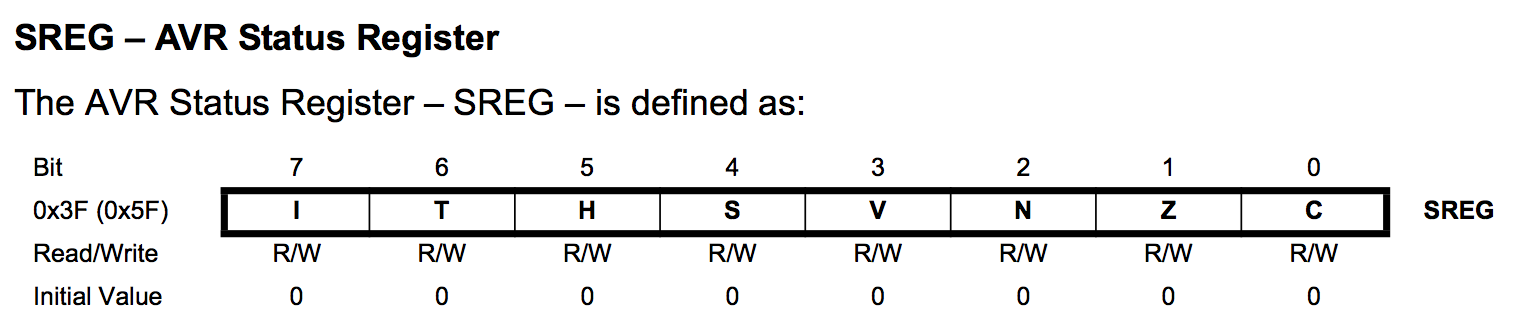 SREG – AVR Status Register
The AVR Status Register – SREG – is defined as:
Bit 7 6 5 4 3 2 1 0
0x3F (0x5F) I T H S V N Z C SREG
Read/Write R/W R/W R/W R/W R/W R/W R/W R/W
Initial Value 0 0 0 0 0 0 0 0